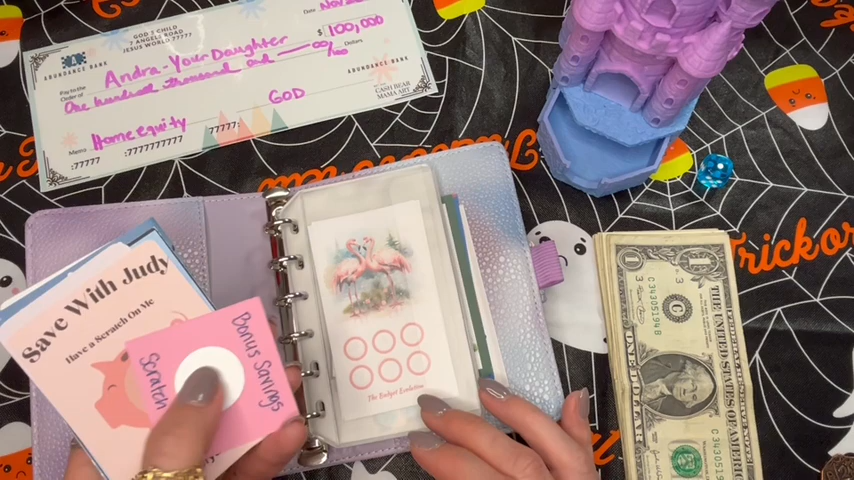 GOD'S CHILD
7 ANGELS ROAD
JESUS WORLD 77777
Date Nov
$ 100,000
ABUNDANCE BANK
Pay to the
Order of
Andra - Your Daughter
One hundred thousand and 00/100 Dollars
ABUNDANCE BANK
CASH BEAR
MAMA ART
Memo Home equity
GOD
:77777 :7777777777 77777:
Trick or
Save With Judy
Have a Scratch On Me
Bonus Savings
Scratch
The Budget Evolution
C 34305194 B
THE UNITED STATES OF AMERICA